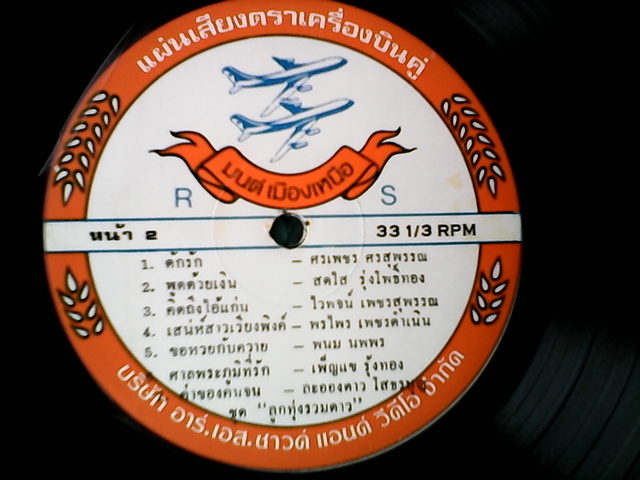 แผ่นเสียงตราเครื่องบินคู่
มนต์เมืองเหนือ
R S
หน้า 2 33 1/3 RPM
1. ดักรัก – ศรเพชร ศรสุพรรณ
2. พูดด้วยเงิน – สดใส รุ่งโพธิ์ทอง
3. คิดถึงไอ้แก่น – ไวพจน์ เพชรสุพรรณ
4. เสน่ห์สาวเวียงพิงค์ – พรไพร เพชรดำเนิน
5. ขอหวยกับควาย – พนม นพพร
ศาลพระภูมิที่รัก – เพ็ญแข รุ้งทอง
ค่าของคนจน – ละอองดาว
ชุด "ลูกทุ่งรวมดาว"
บริษัท อาร์.เอส.ซาวด์ แอนด์ วีดีโอ จำกัด